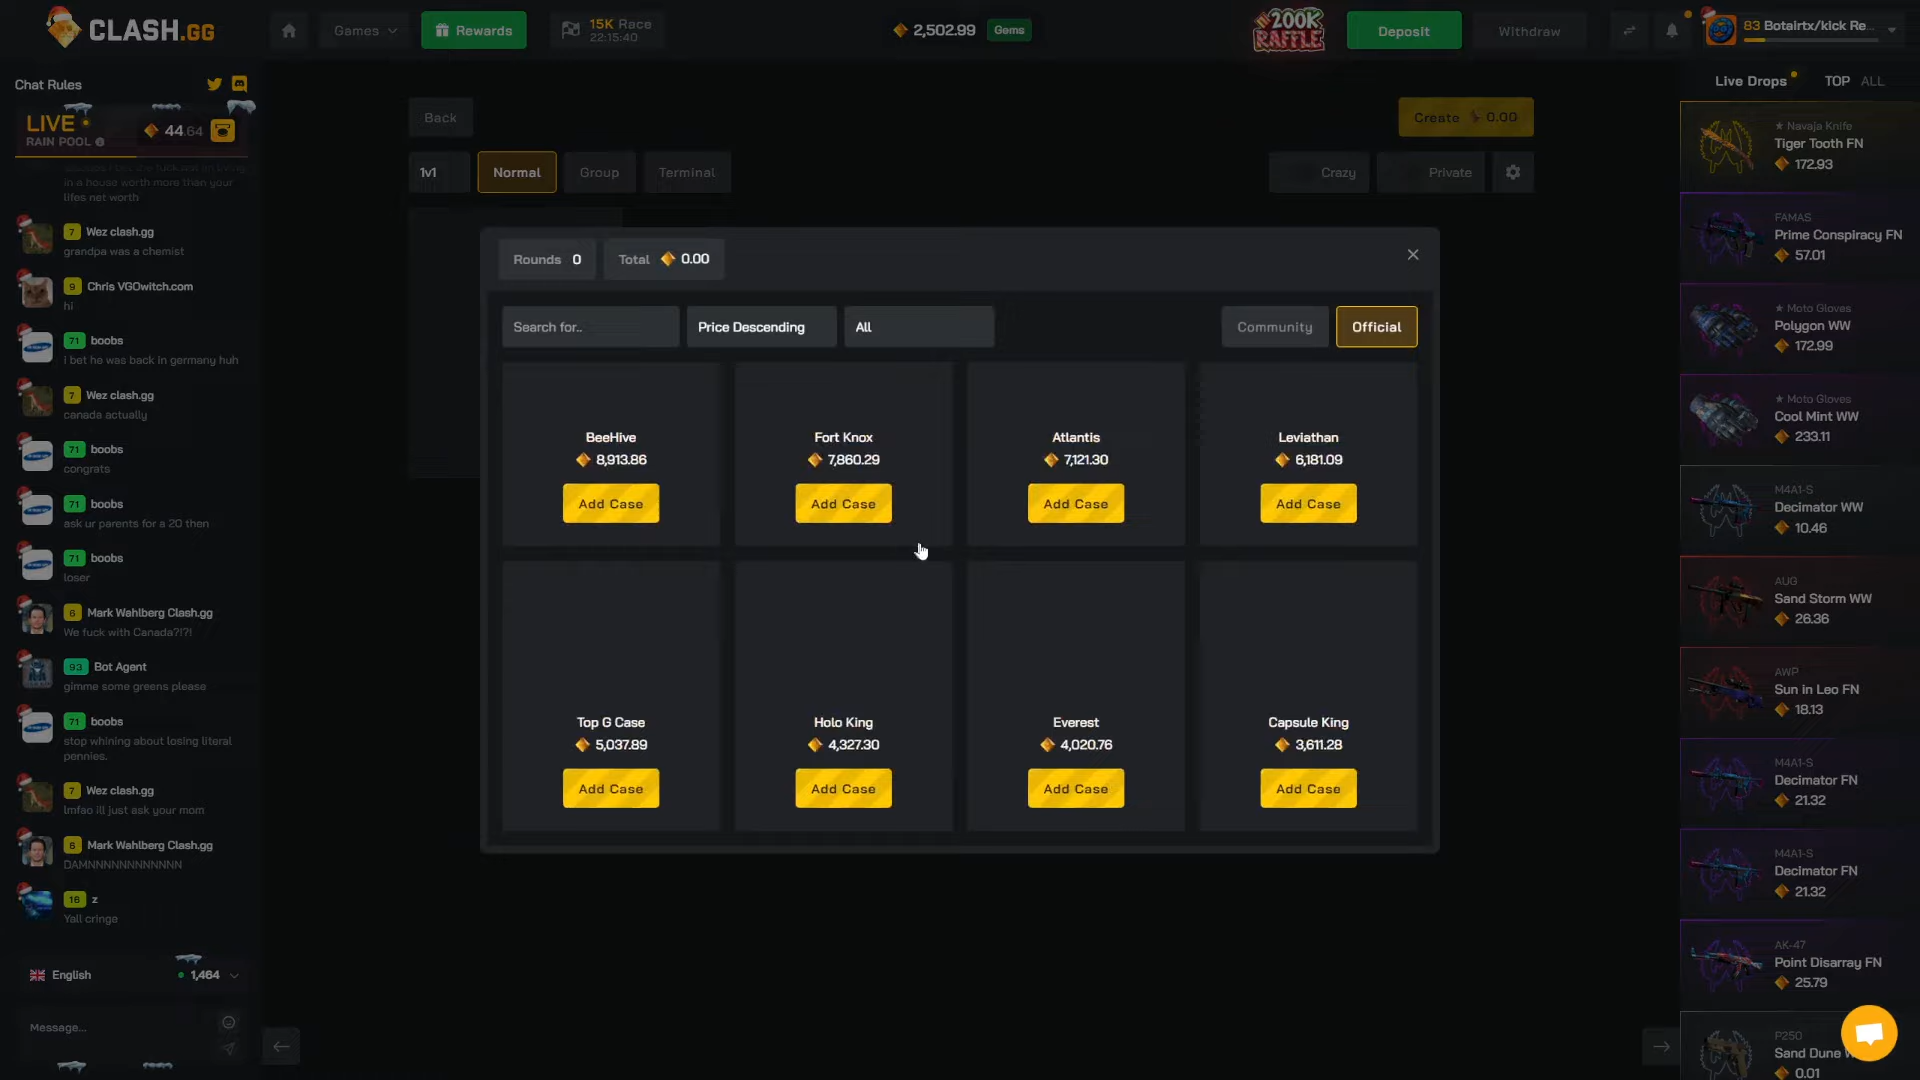 CLASH.GG
Games
Rewards
15K Race
22:15:40
2,502.99
Gems
200K
RAFFLE
Deposit
Withdraw
83 Botairtx/kick Re...
Chat Rules
LIVE
RAIN POOL
44.64
in a house worth more than your
lifes net worth
7 Wez clash.gg
grandpa was a chemist
9 Chris VGOwitch.com
hi
71 boobs
i bet he was back in germany huh
7 Wez clash.gg
canada actually
71 boobs
congrats
71 boobs
ask ur parents for a 20 then
71 boobs
loser
6 Mark Wahlberg Clash.gg
We fuck with Canada?!?!
93 Bot Agent
gimme some greens please
71 boobs
stop whining about losing literal
pennies.
7 Wez clash.gg
lmfao ill just ask your mom
6 Mark Wahlberg Clash.gg
DAMNNNNNNNNNNNN
16 z
Yall cringe
English
1,464
Message...
Back
Create 0.00
1v1
Normal
Group
Terminal
Crazy
Private
Rounds 0
Total 0.00
Search for..
Price Descending
All
Community
Official
BeeHive
8,913.86
Add Case
Fort Knox
7,860.29
Add Case
Atlantis
7,121.30
Add Case
Leviathan
6,181.09
Add Case
Top G Case
5,037.89
Add Case
Holo King
4,327.30
Add Case
Everest
4,020.76
Add Case
Capsule King
3,611.28
Add Case
Live Drops
TOP
ALL
★ Navaja Knife
Tiger Tooth FN
172.93
FAMAS
Prime Conspiracy FN
57.01
★ Moto Gloves
Polygon WW
172.99
★ Moto Gloves
Cool Mint WW
233.11
M4A1-S
Decimator WW
10.46
AUG
Sand Storm WW
26.36
AWP
Sun in Leo FN
18.13
M4A1-S
Decimator FN
21.32
M4A1-S
Decimator FN
21.32
AK-47
Point Disarray FN
25.79
P250
Sand Dune
0.01